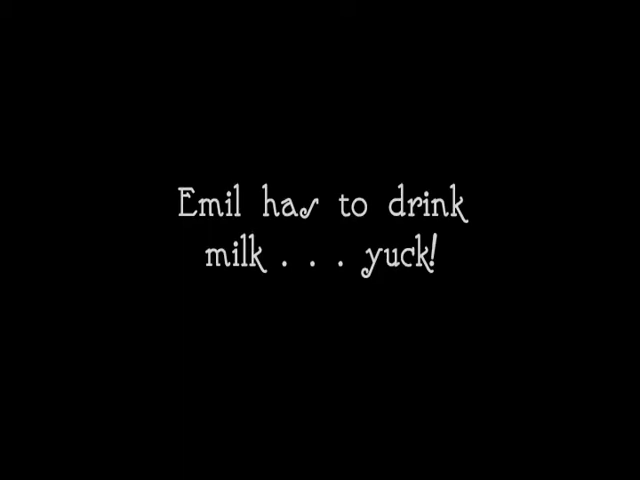 Emil has to drink
milk . . . yuck!